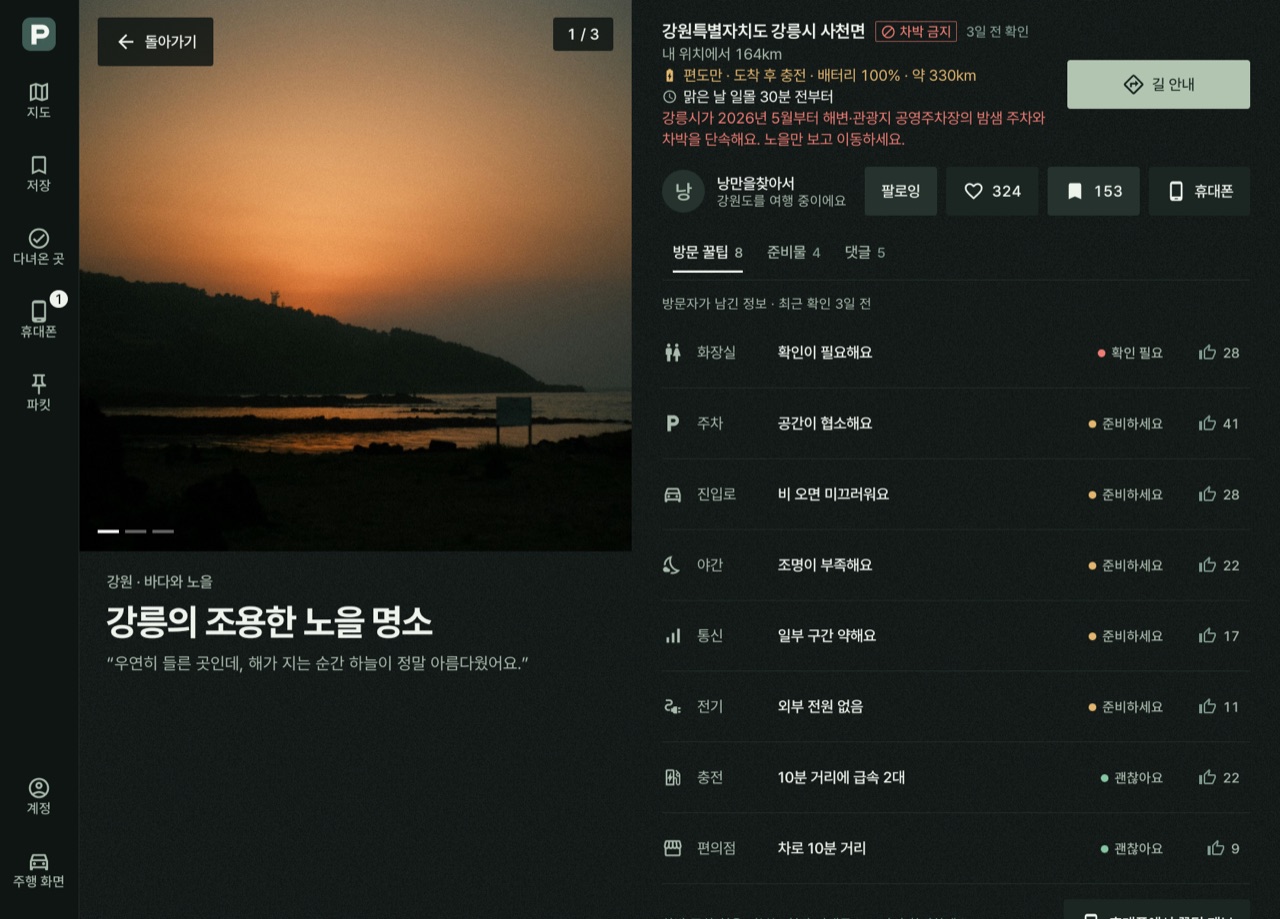 P
지도
저장
다녀온 곳
1
휴대폰
파킷
계정
주행 화면
돌아가기
1 / 3
강원 · 바다와 노을
강릉의 조용한 노을 명소
“우연히 들른 곳인데, 해가 지는 순간 하늘이 정말 아름다웠어요.”
강원특별자치도 강릉시 사천면 차박 금지 3일 전 확인
내 위치에서 164km
편도만 · 도착 후 충전 · 배터리 100% · 약 330km
맑은 날 일몰 30분 전부터
강릉시가 2026년 5월부터 해변·관광지 공영주차장의 밤샘 주차와
차박을 단속해요. 노을만 보고 이동하세요.
길 안내
낭
낭만을찾아서
강원도를 여행 중이에요
팔로잉
324
153
휴대폰
방문 꿀팁 8 준비물 4 댓글 5
방문자가 남긴 정보 · 최근 확인 3일 전
화장실 확인이 필요해요 확인 필요 28
P 주차 공간이 협소해요 준비하세요 41
진입로 비 오면 미끄러워요 준비하세요 28
야간 조명이 부족해요 준비하세요 22
통신 일부 구간 약해요 준비하세요 17
전기 외부 전원 없음 준비하세요 11
충전 10분 거리에 급속 2대 괜찮아요 22
편의점 차로 10분 거리 괜찮아요 9